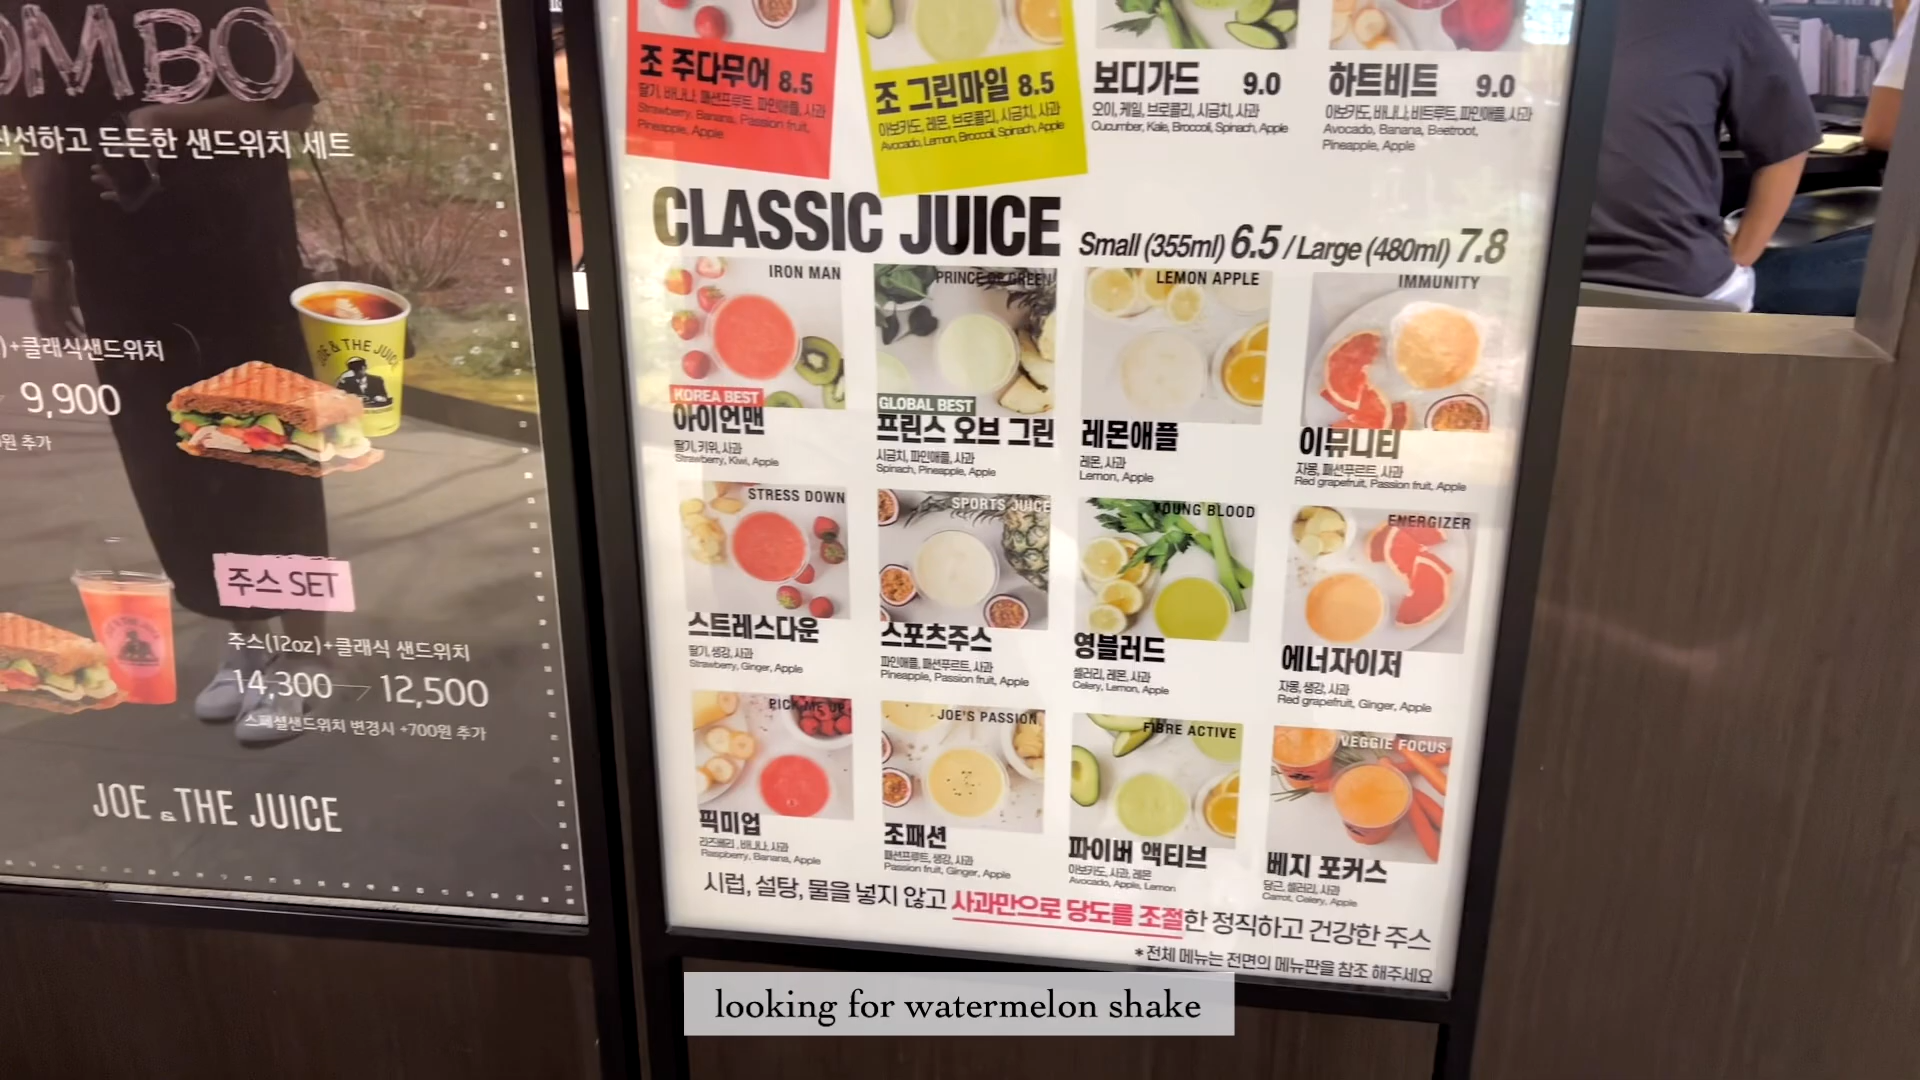 OMBO
신선하고 든든한 샌드위치 세트
)+클래식샌드위치
9,900
원 추가
JOE & THE JUICE
주스 SET
주스(12oz)+클래식 샌드위치
14,300 → 12,500
스페셜샌드위치 변경시 +700원 추가
JOE & THE JUICE
조 주다무어 8.5
딸기, 바나나, 패션프루트, 파인애플, 사과
Strawberry, Banana, Passion fruit,
Pineapple, Apple
조 그린마일 8.5
아보카도, 레몬, 브로콜리, 시금치, 사과
Avocado, Lemon, Broccoli, Spinach, Apple
보디가드 9.0
오이, 케일, 브로콜리, 시금치, 사과
Cucumber, Kale, Broccoli, Spinach, Apple
하트비트 9.0
아보카도, 바나나, 비트루트, 파인애플, 사과
Avocado, Banana, Beetroot,
Pineapple, Apple
CLASSIC JUICE
Small (355ml) 6.5 / Large (480ml) 7.8
IRON MAN
KOREA BEST
아이언맨
딸기, 키위, 사과
Strawberry, Kiwi, Apple
PRINCE OF GREEN
GLOBAL BEST
프린스 오브 그린
시금치, 파인애플, 사과
Spinach, Pineapple, Apple
LEMON APPLE
레몬애플
레몬, 사과
Lemon, Apple
IMMUNITY
이뮤니티
자몽, 패션푸르트, 사과
Red grapefruit, Passion fruit, Apple
STRESS DOWN
스트레스다운
딸기, 생강, 사과
Strawberry, Ginger, Apple
SPORTS JUICE
스포츠주스
파인애플, 패션푸르트, 사과
Pineapple, Passion fruit, Apple
YOUNG BLOOD
영블러드
셀러리, 레몬, 사과
Celery, Lemon, Apple
ENERGIZER
에너자이저
자몽, 생강, 사과
Red grapefruit, Ginger, Apple
PICK ME UP
픽미업
라즈베리, 바나나, 사과
Raspberry, Banana, Apple
JOE'S PASSION
조패션
패션프루트, 생강, 사과
Passion fruit, Ginger, Apple
FIBRE ACTIVE
파이버 액티브
아보카도, 사과, 레몬
Avocado, Apple, Lemon
VEGGIE FOCUS
베지 포커스
당근, 셀러리, 사과
Carrot, Celery, Apple
시럽, 설탕, 물을 넣지 않고 사과만으로 당도를 조절한 정직하고 건강한 주스
*전체 메뉴는 전면의 메뉴판을 참조 해주세요
looking for watermelon shake